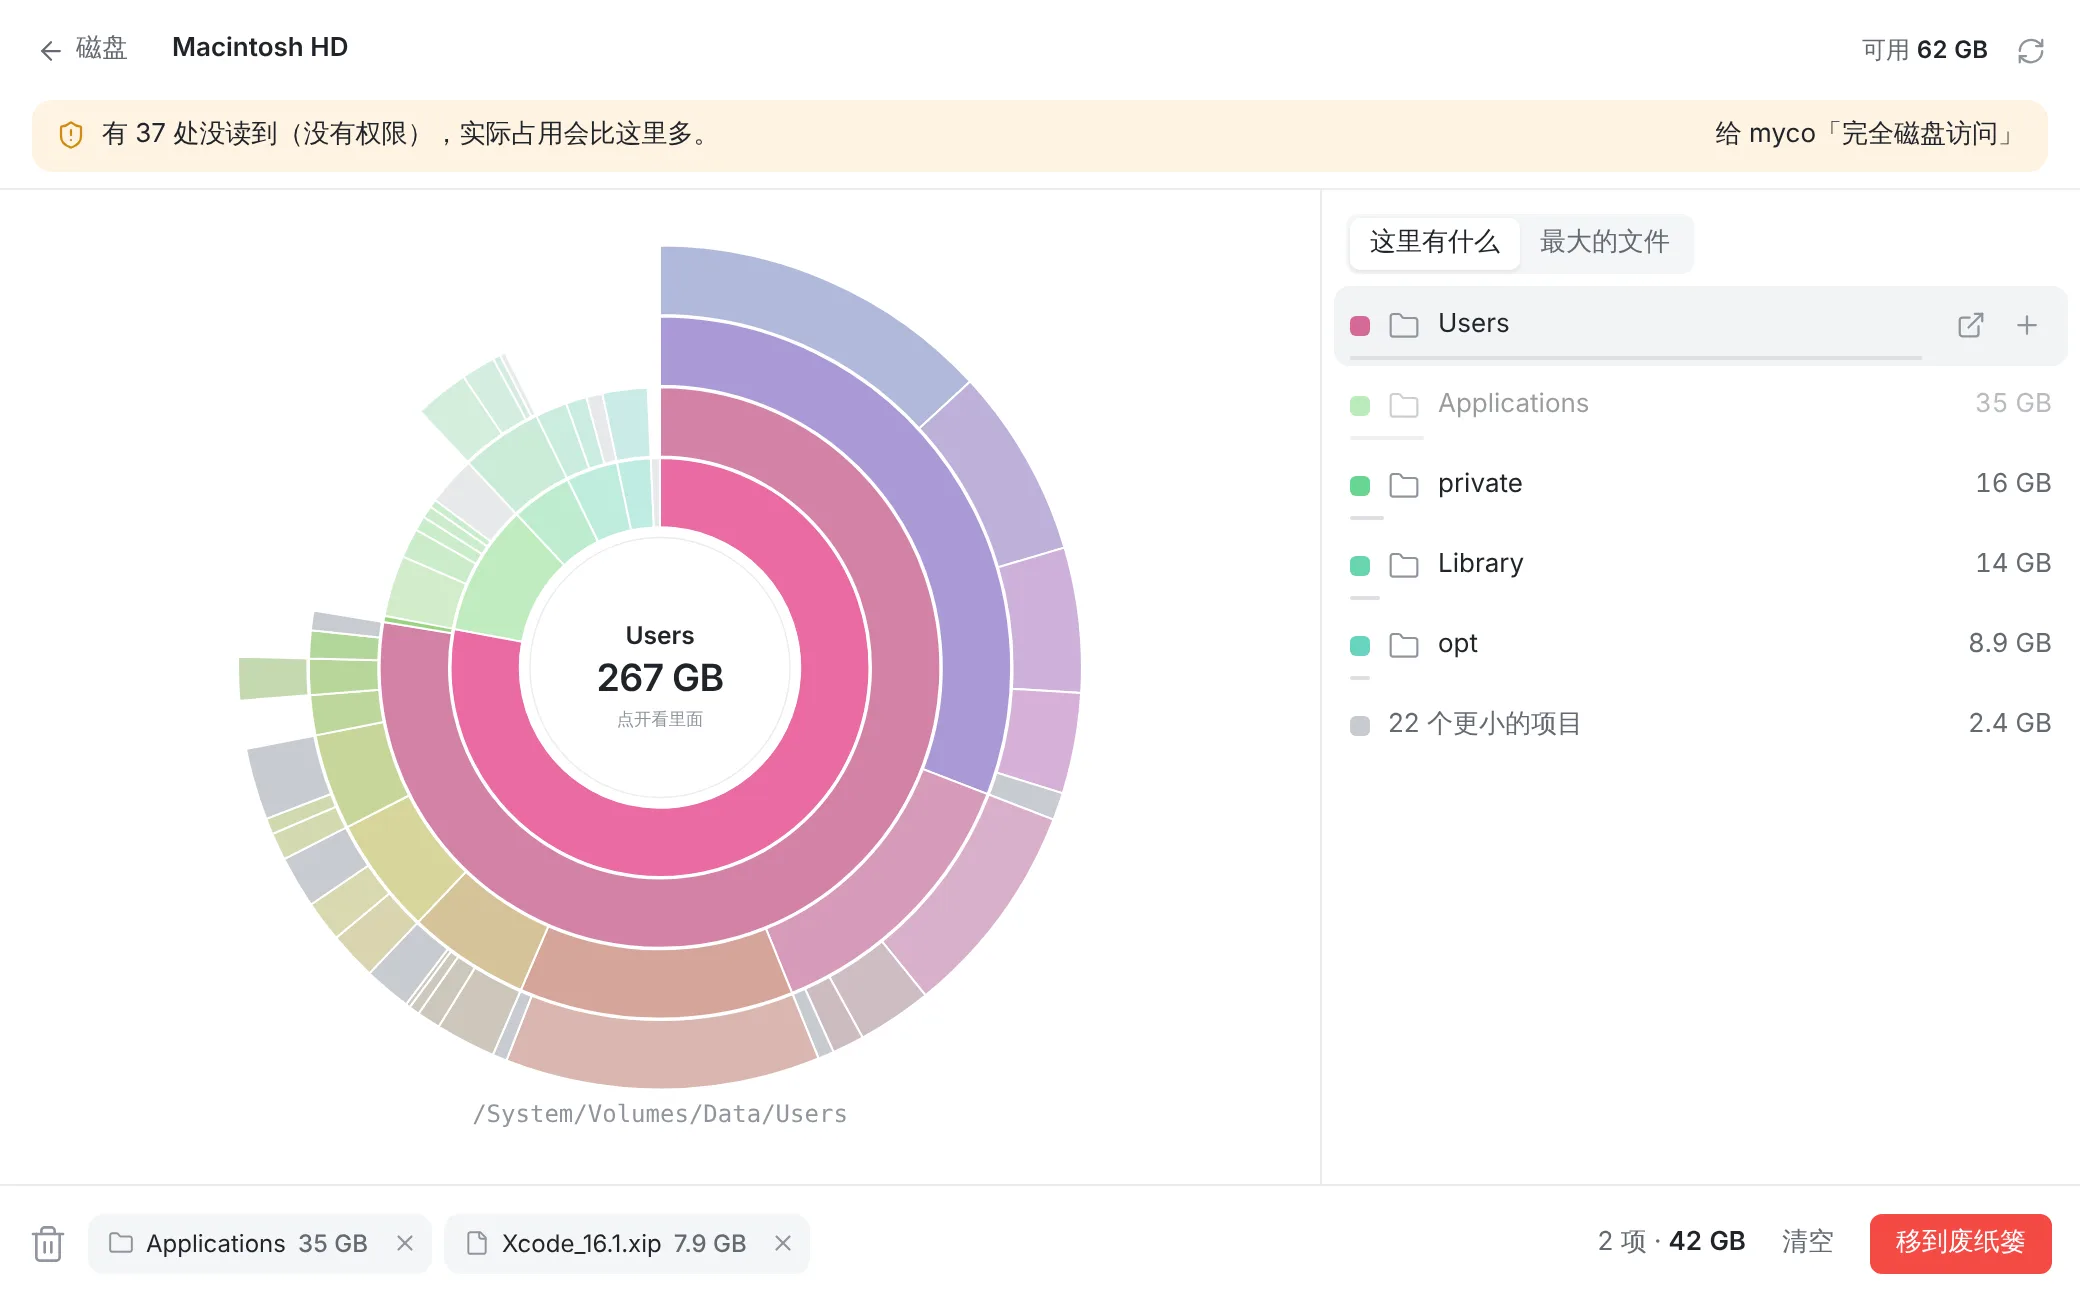 磁盘 Macintosh HD 可用 62 GB
有 37 处没读到（没有权限），实际占用会比这里多。 给 myco「完全磁盘访问」
这里有什么 最大的文件
Users
Applications 35 GB
private 16 GB
Library 14 GB
opt 8.9 GB
22 个更小的项目 2.4 GB
Users
267 GB
点开看里面
/System/Volumes/Data/Users
Applications 35 GB Xcode_16.1.xip 7.9 GB 2 项 · 42 GB 清空 移到废纸篓